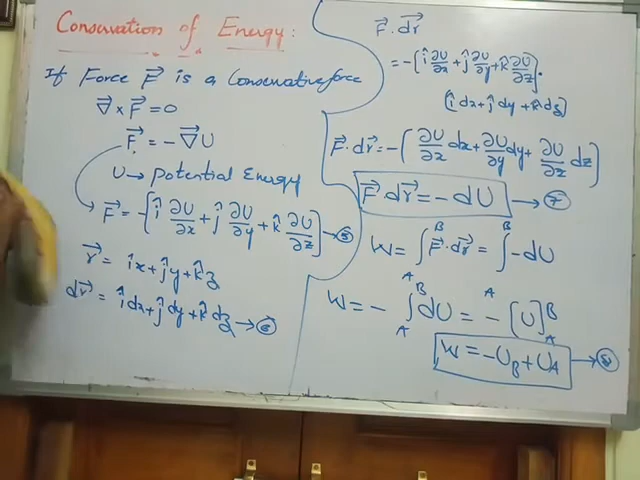 Conservation of Energy :
If Force F⃗ is a Conservative force
∇⃗ × F⃗ = 0
F⃗ = −∇⃗ U
U → Potential Energy
F⃗ = −[î ∂U/∂x + ĵ ∂U/∂y + k̂ ∂U/∂z] → ⑤
r⃗ = îx + ĵy + k̂z
dr⃗ = îdx + ĵdy + k̂dz → ⑥
F⃗ . dr⃗
= −[î ∂U/∂x + ĵ ∂U/∂y + k̂ ∂U/∂z] .
(îdx + ĵdy + k̂dz)
F⃗ . dr⃗ = −(∂U/∂x dx + ∂U/∂y dy + ∂U/∂z dz)
F⃗ . dr⃗ = −dU → ⑦
W = ∫_A^B F⃗ . dr⃗ = ∫_A^B −dU
W = − ∫_A^B dU = − [U]_A^B
W = −U_B + U_A → ⑧